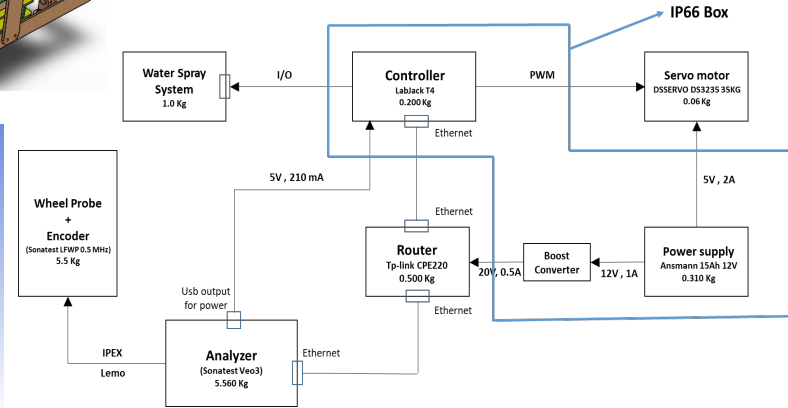 IP66 Box
Water Spray
System
1.0 Kg
I/O
Controller
LabJack T4
0.200 Kg
PWM
Servo motor
DSSERVO DS3235 35KG
0.06 Kg
Ethernet
5V , 210 mA
5V , 2A
Wheel Probe
+
Encoder
(Sonatest LFWP 0.5 MHz)
5.5 Kg
Ethernet
Router
Tp-link CPE220
0.500 Kg
20V, 0.5A
Boost
Converter
12V , 1A
Power supply
Ansmann 15Ah 12V
0.310 Kg
Usb output
for power
Ethernet
IPEX
Lemo
Analyzer
(Sonatest Veo3)
5.560 Kg
Ethernet